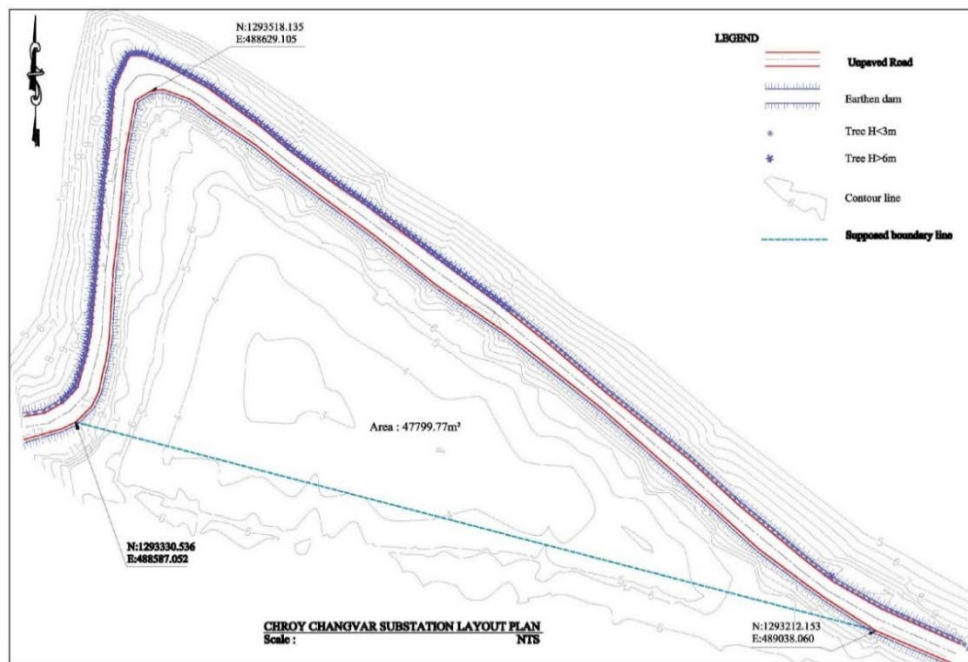 N:1293518.135
E:488629.105
LEGEND
Unpaved Road
Earthen dam
Tree H<3m
Tree H>6m
Contour line
Supposed boundary line
Area : 47799.77m²
N:1293330.536
E:488587.052
CHROY CHANGVAR SUBSTATION LAYOUT PLAN
Scale : NTS
N:1293212.153
E:489038.060